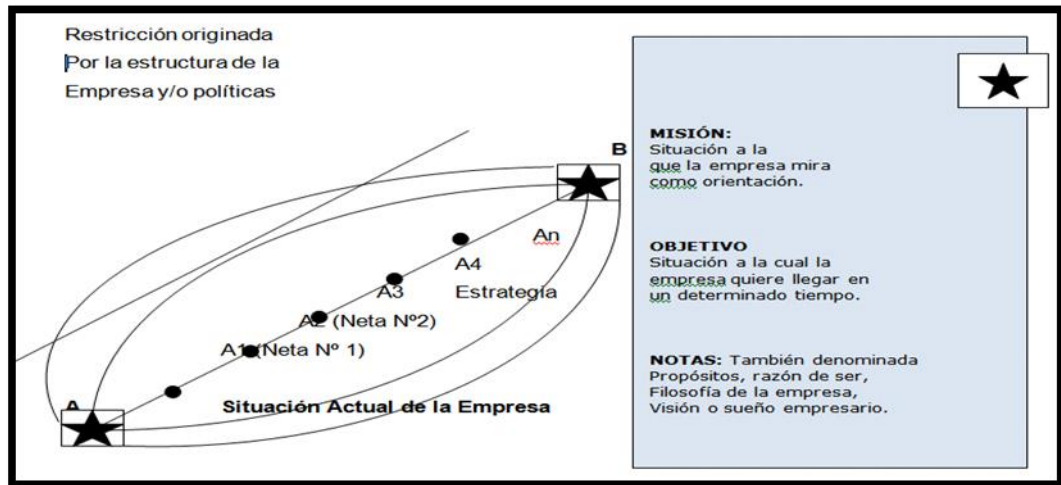 Restricción originada
Por la estructura de la
Empresa y/o políticas
B
An
A4
Estrategia
A3
A2 (Neta Nº2)
A1 (Neta Nº 1)
A
Situación Actual de la Empresa
MISIÓN:
Situación a la
que la empresa mira
como orientación.
OBJETIVO
Situación a la cual la
empresa quiere llegar en
un determinado tiempo.
NOTAS: También denominada
Propósitos, razón de ser,
Filosofía de la empresa,
Visión o sueño empresario.